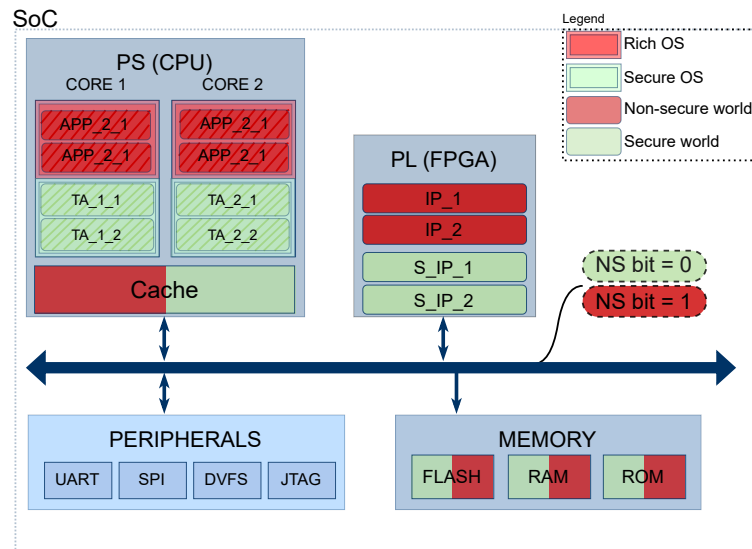 SoC
Legend
Rich OS
Secure OS
Non-secure world
Secure world
PS (CPU)
CORE 1
CORE 2
APP_2_1
APP_2_1
TA_1_1
TA_1_2
APP_2_1
APP_2_1
TA_2_1
TA_2_2
Cache
PL (FPGA)
IP_1
IP_2
S_IP_1
S_IP_2
NS bit = 0
NS bit = 1
PERIPHERALS
UART
SPI
DVFS
JTAG
MEMORY
FLASH
RAM
ROM